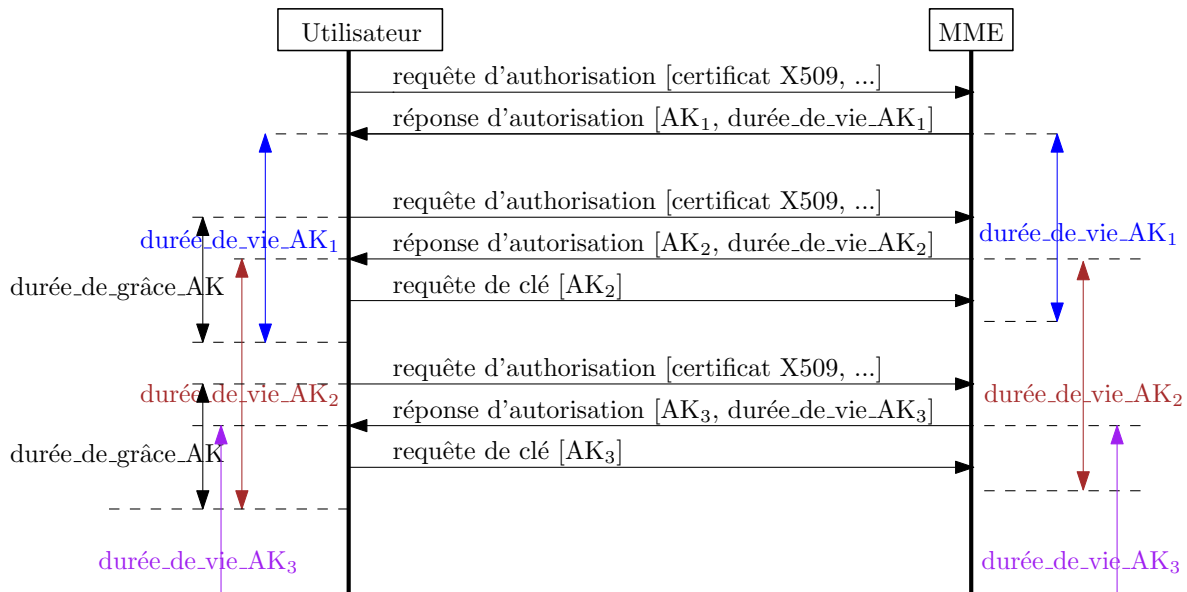 Utilisateur MME
requête d'authorisation [certificat X509, ...]
réponse d'autorisation [AK₁, durée_de_vie_AK₁]
requête d'authorisation [certificat X509, ...]
durée_de_vie_AK₁ durée_de_vie_AK₁
réponse d'autorisation [AK₂, durée_de_vie_AK₂]
durée_de_grâce_AK requête de clé [AK₂]
requête d'authorisation [certificat X509, ...]
durée_de_vie_AK₂ durée_de_vie_AK₂
réponse d'autorisation [AK₃, durée_de_vie_AK₃]
durée_de_grâce_AK requête de clé [AK₃]
durée_de_vie_AK₃ durée_de_vie_AK₃